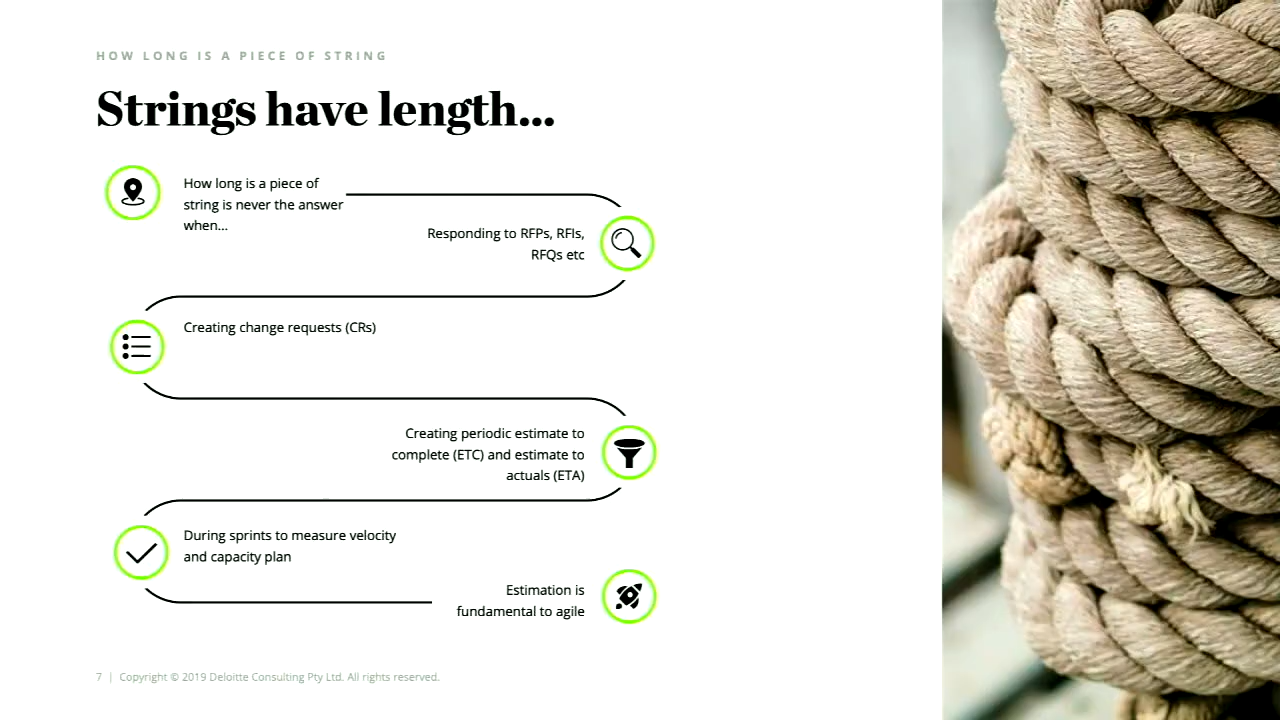 HOW LONG IS A PIECE OF STRING
Strings have length...
How long is a piece of
string is never the answer
when...
Responding to RFPs, RFIs,
RFQs etc
Creating change requests (CRs)
Creating periodic estimate to
complete (ETC) and estimate to
actuals (ETA)
During sprints to measure velocity
and capacity plan
Estimation is
fundamental to agile
7 | Copyright © 2019 Deloitte Consulting Pty Ltd. All rights reserved.